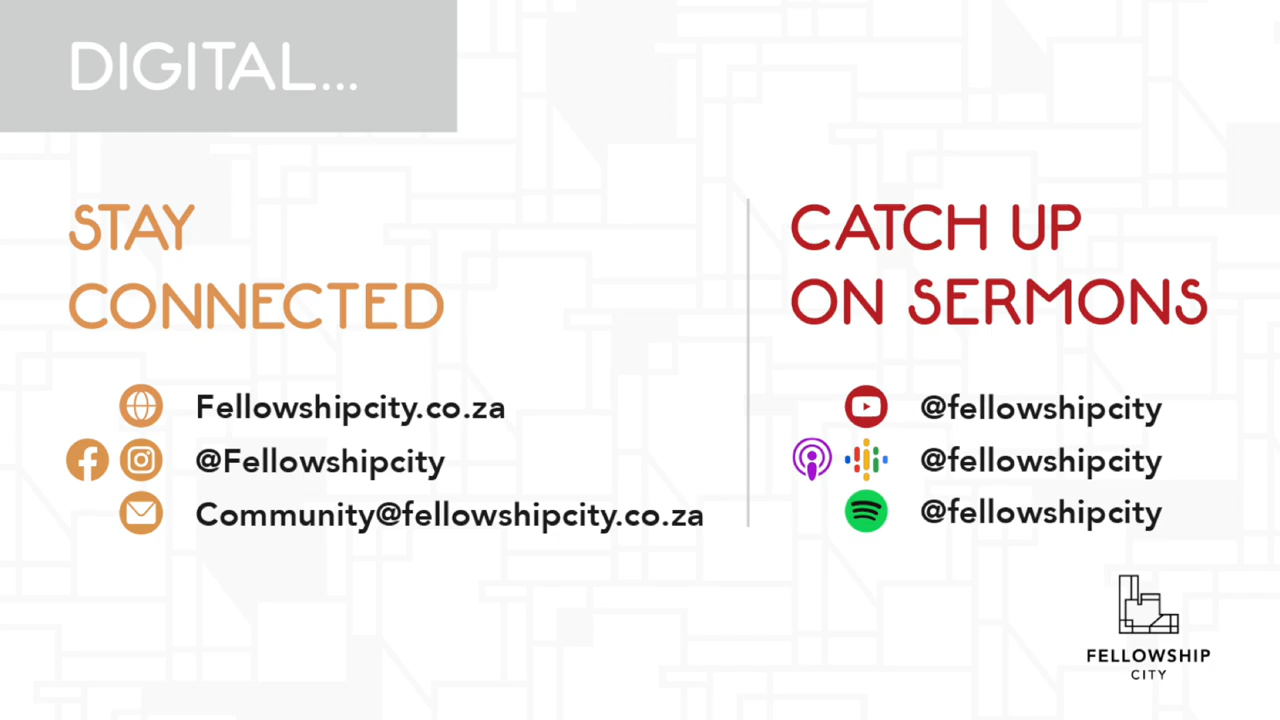 DIGITAL...
STAY
CONNECTED
Fellowshipcity.co.za
@Fellowshipcity
Community@fellowshipcity.co.za
CATCH UP
ON SERMONS
@fellowshipcity
@fellowshipcity
@fellowshipcity
FELLOWSHIP
CITY